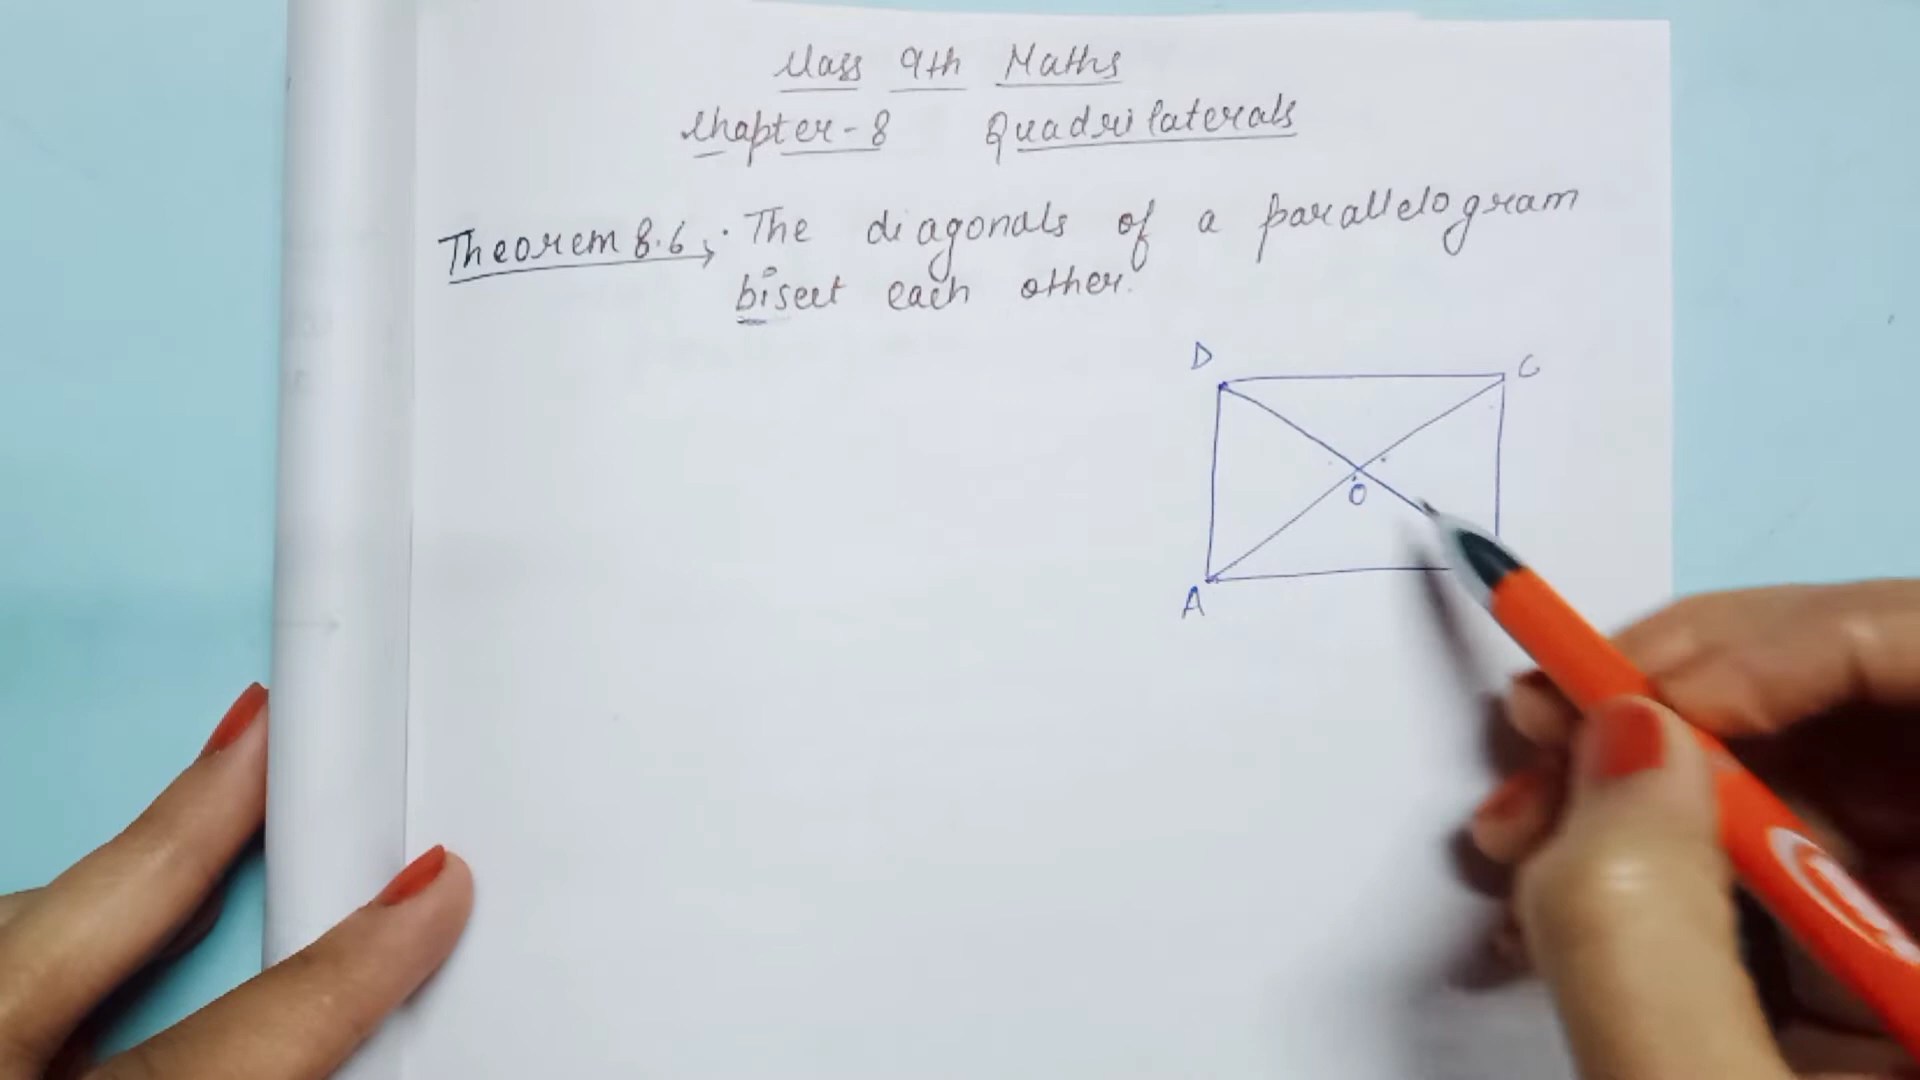 Class 9th Maths
Chapter-8 Quadrilaterals
Theorem 8.6 → The diagonals of a parallelogram
bisect each other.
D C
O
A